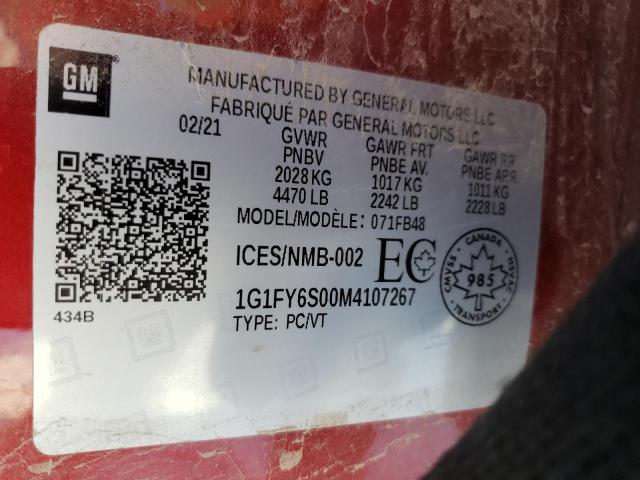 GM
MANUFACTURED BY GENERAL MOTORS LLC
FABRIQUÉ PAR GENERAL MOTORS LLC
02/21
GVWR GAWR FRT GAWR RR
PNBV PNBE AV. PNBE ARR.
2028 KG 1017 KG 1011 KG
4470 LB 2242 LB 2228 LB
MODEL/MODÈLE: 071FB48
ICES/NMB-002 EC
CANADA
CMVSS 985 NSVAC
TRANSPORT
1G1FY6S00M4107267
434B
TYPE: PC/VT